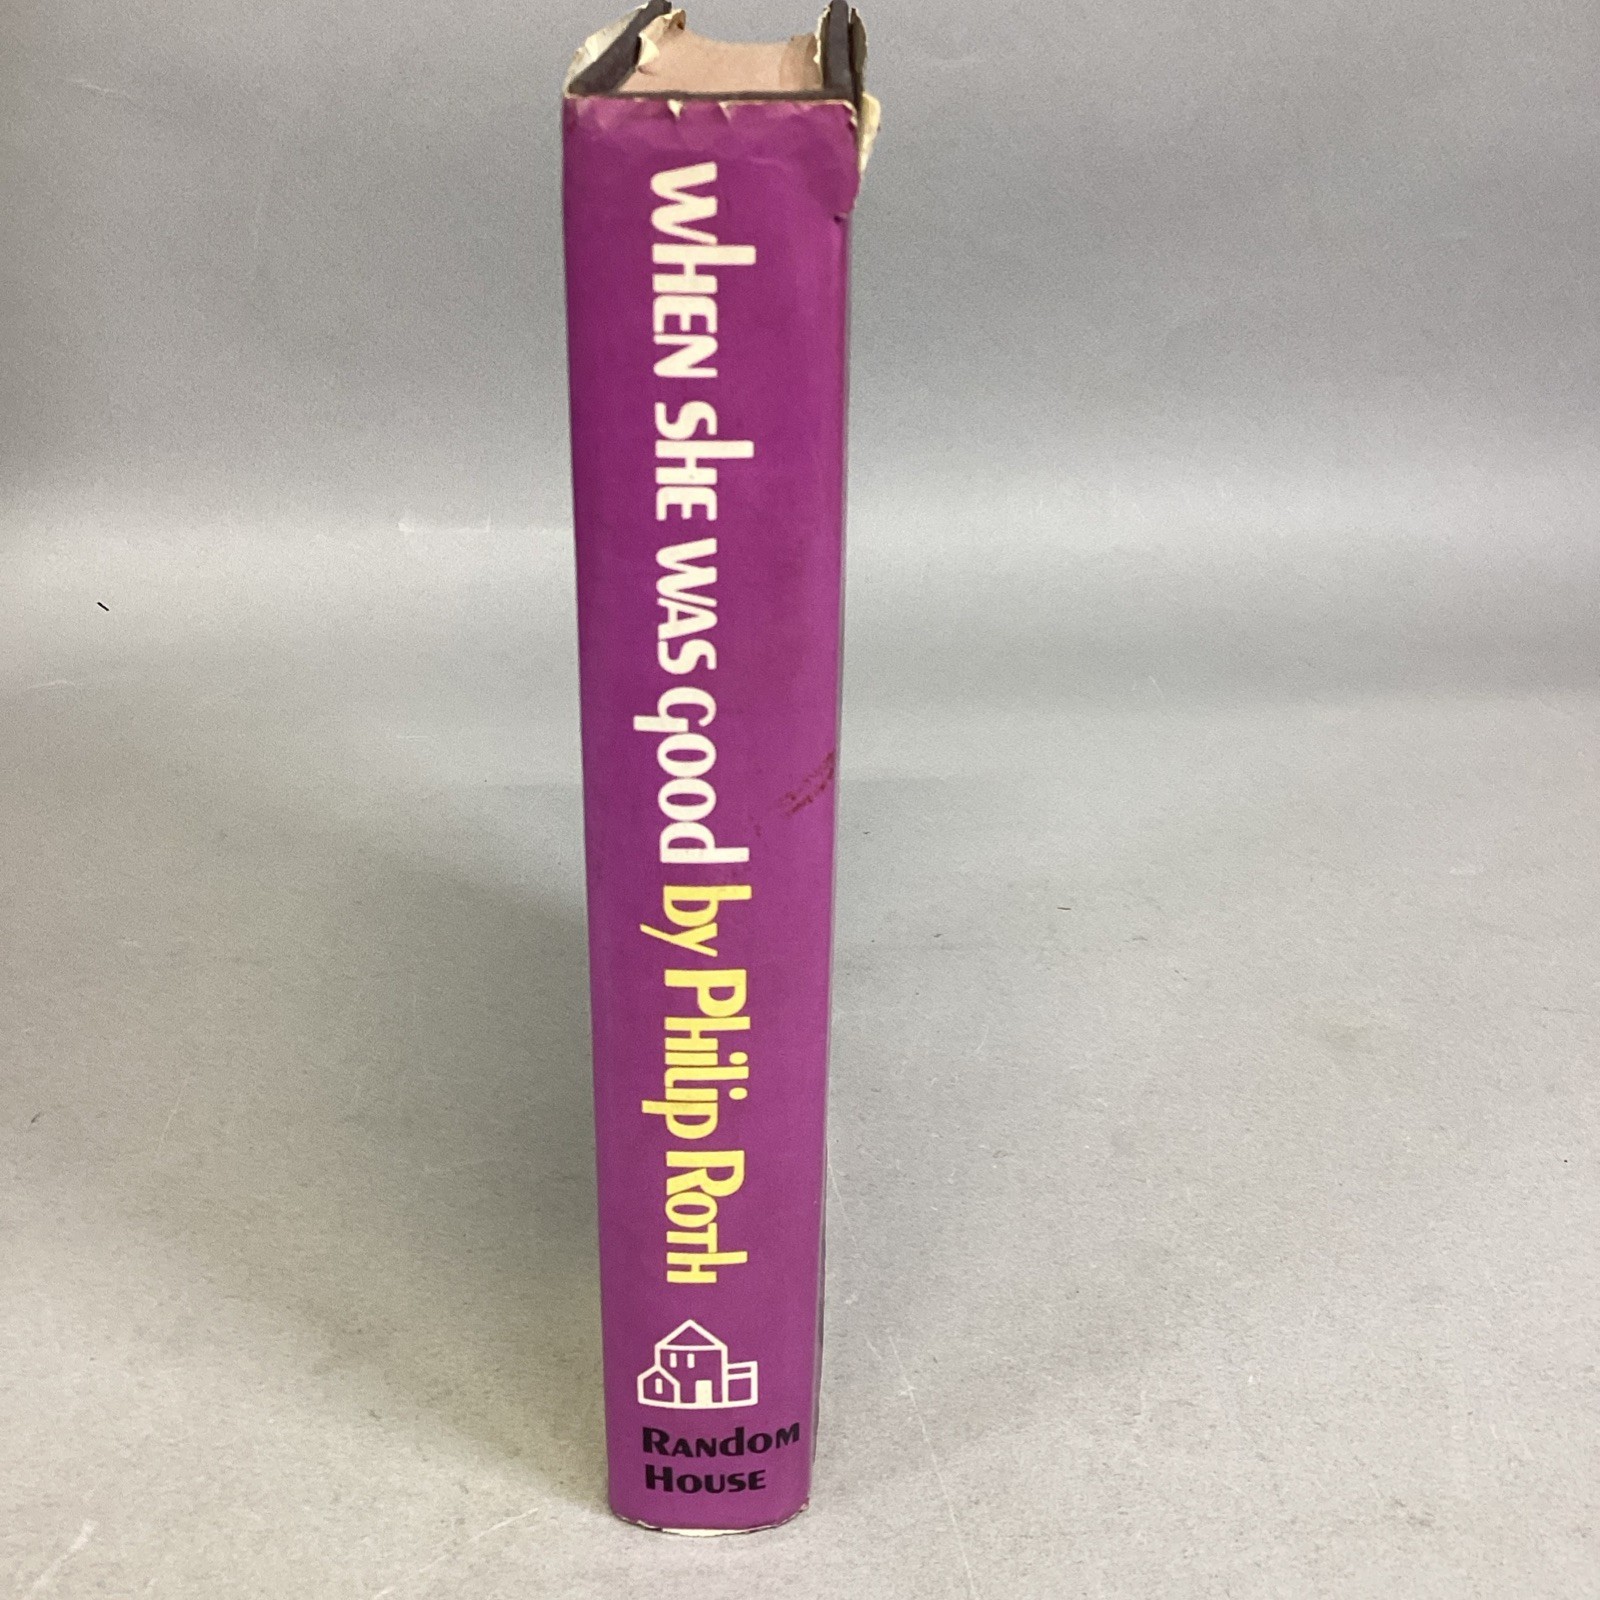 WHEN SHE WAS GOOD by PHILIP ROTH
RANDOM
HOUSE